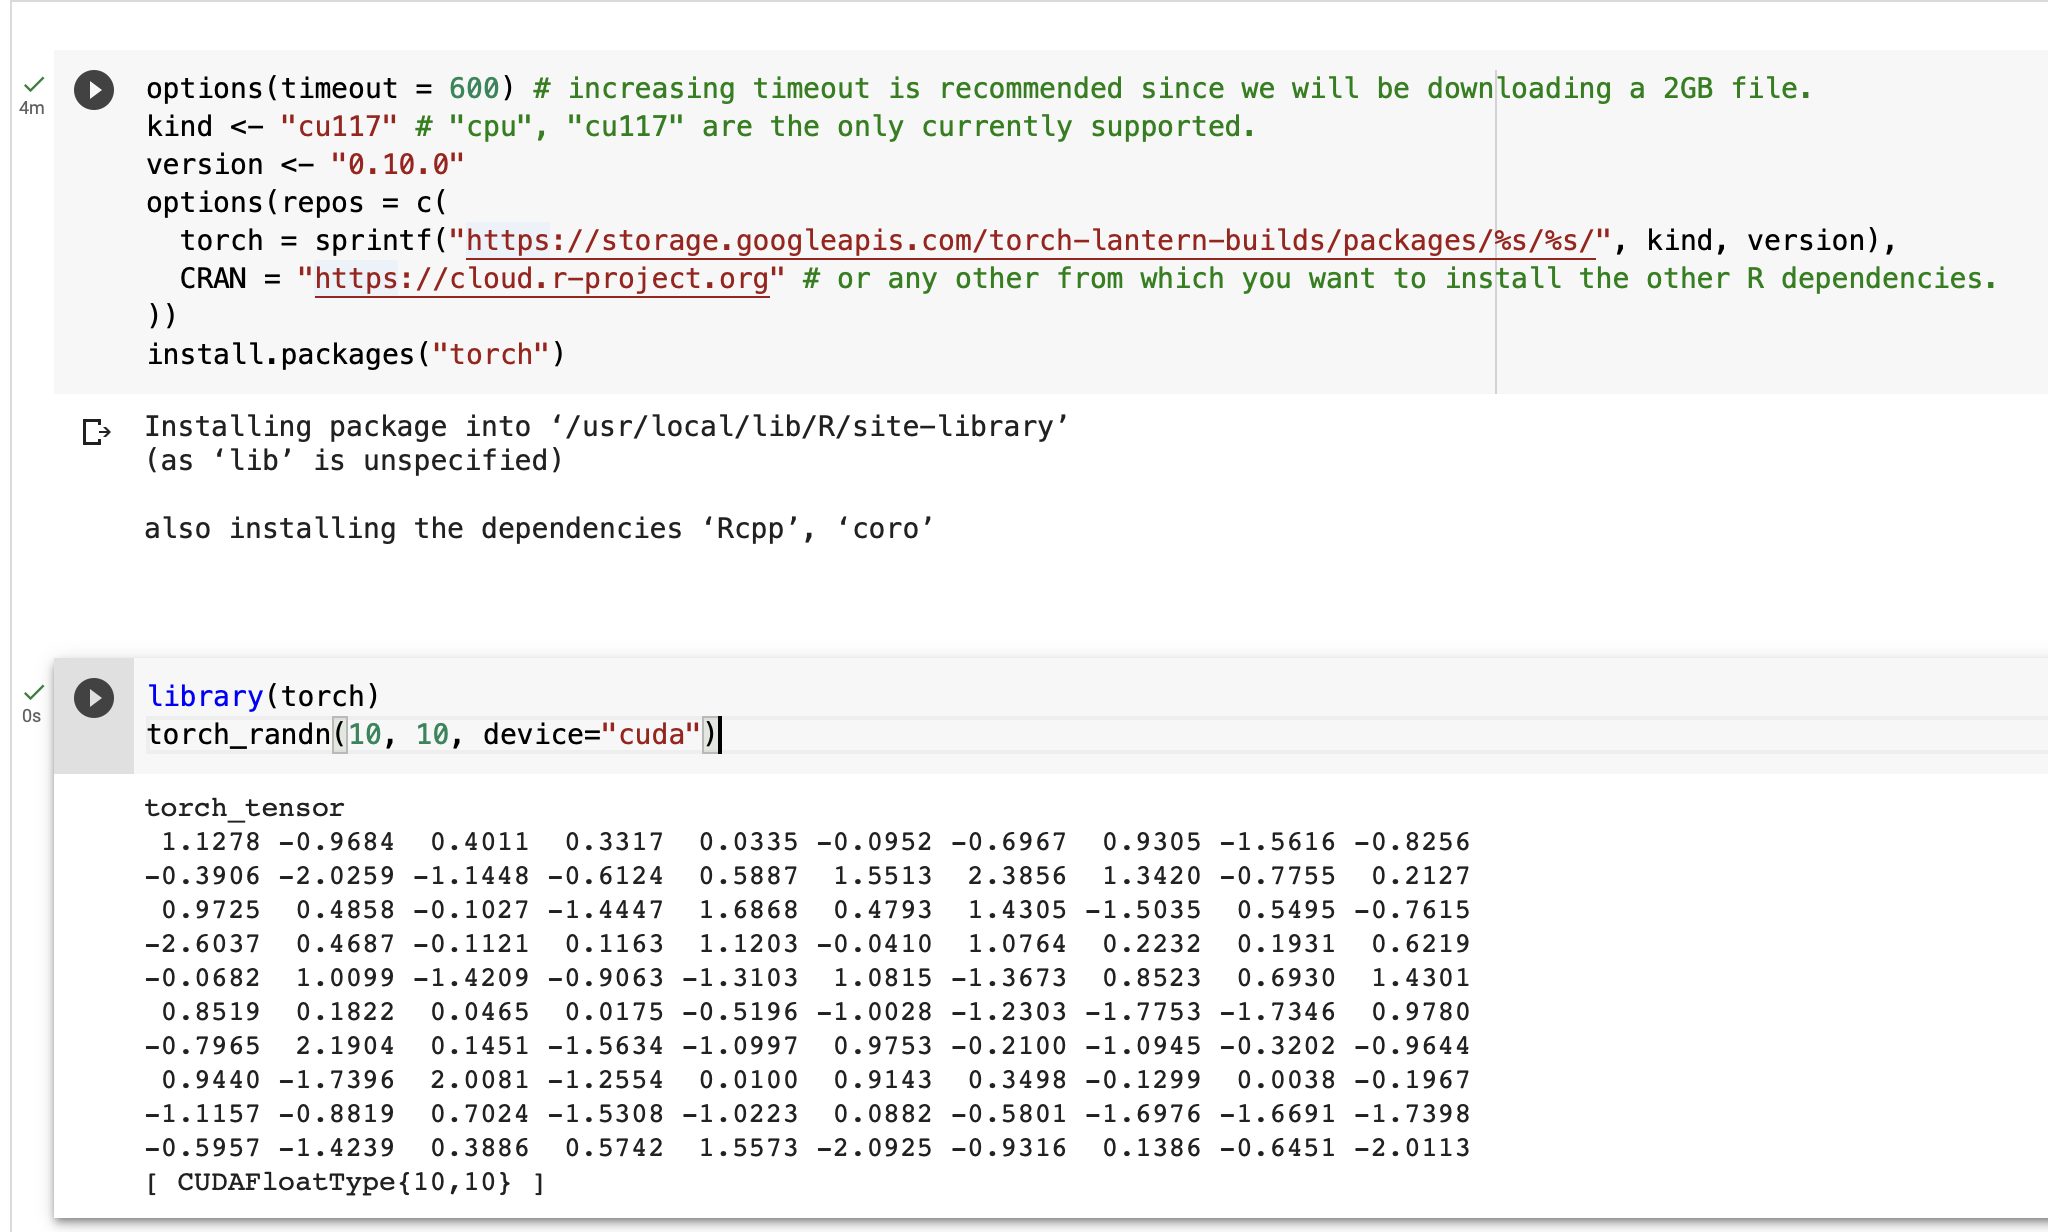 4m
options(timeout = 600) # increasing timeout is recommended since we will be downloading a 2GB file.
kind <- "cu117" # "cpu", "cu117" are the only currently supported.
version <- "0.10.0"
options(repos = c(
  torch = sprintf("https://storage.googleapis.com/torch-lantern-builds/packages/%s/%s/", kind, version),
  CRAN = "https://cloud.r-project.org" # or any other from which you want to install the other R dependencies.
))
install.packages("torch")
Installing package into ‘/usr/local/lib/R/site-library’
(as ‘lib’ is unspecified)
also installing the dependencies ‘Rcpp’, ‘coro’
0s
library(torch)
torch_randn(10, 10, device="cuda")
torch_tensor
 1.1278 -0.9684  0.4011  0.3317  0.0335 -0.0952 -0.6967  0.9305 -1.5616 -0.8256
-0.3906 -2.0259 -1.1448 -0.6124  0.5887  1.5513  2.3856  1.3420 -0.7755  0.2127
 0.9725  0.4858 -0.1027 -1.4447  1.6868  0.4793  1.4305 -1.5035  0.5495 -0.7615
-2.6037  0.4687 -0.1121  0.1163  1.1203 -0.0410  1.0764  0.2232  0.1931  0.6219
-0.0682  1.0099 -1.4209 -0.9063 -1.3103  1.0815 -1.3673  0.8523  0.6930  1.4301
 0.8519  0.1822  0.0465  0.0175 -0.5196 -1.0028 -1.2303 -1.7753 -1.7346  0.9780
-0.7965  2.1904  0.1451 -1.5634 -1.0997  0.9753 -0.2100 -1.0945 -0.3202 -0.9644
 0.9440 -1.7396  2.0081 -1.2554  0.0100  0.9143  0.3498 -0.1299  0.0038 -0.1967
-1.1157 -0.8819  0.7024 -1.5308 -1.0223  0.0882 -0.5801 -1.6976 -1.6691 -1.7398
-0.5957 -1.4239  0.3886  0.5742  1.5573 -2.0925 -0.9316  0.1386 -0.6451 -2.0113
[ CUDAFloatType{10,10} ]